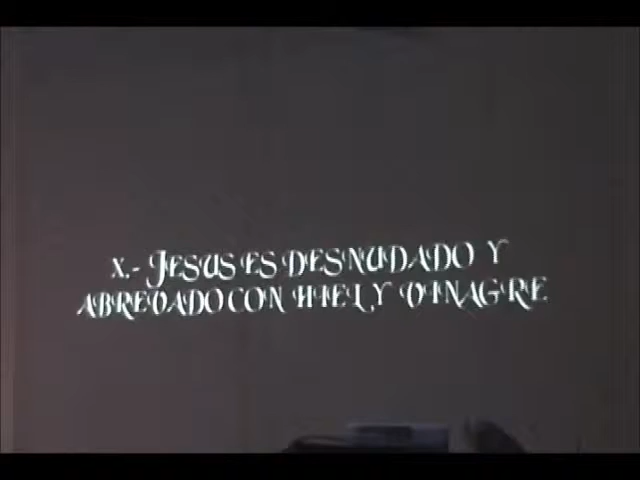 X.- JESUS ES DESNUDADO Y
ABREVADO CON HIEL Y VINAGRE